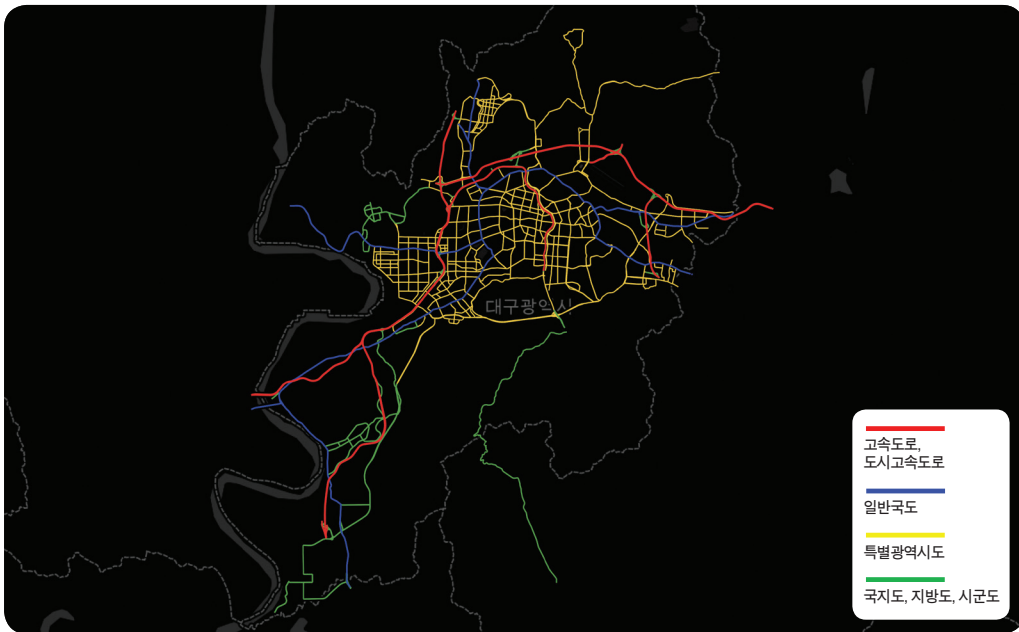 대구광역시
고속도로,
도시고속도로
일반국도
특별광역시도
국지도, 지방도, 시군도